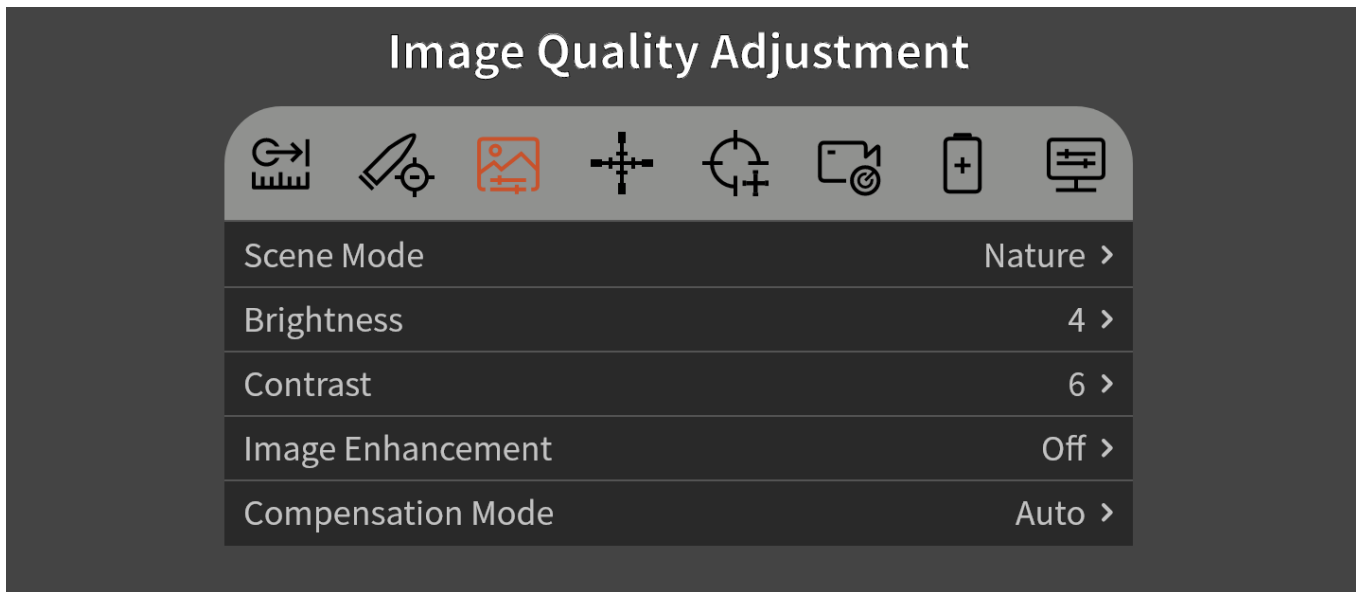 Image Quality Adjustment
Scene Mode Nature >
Brightness 4 >
Contrast 6 >
Image Enhancement Off >
Compensation Mode Auto >